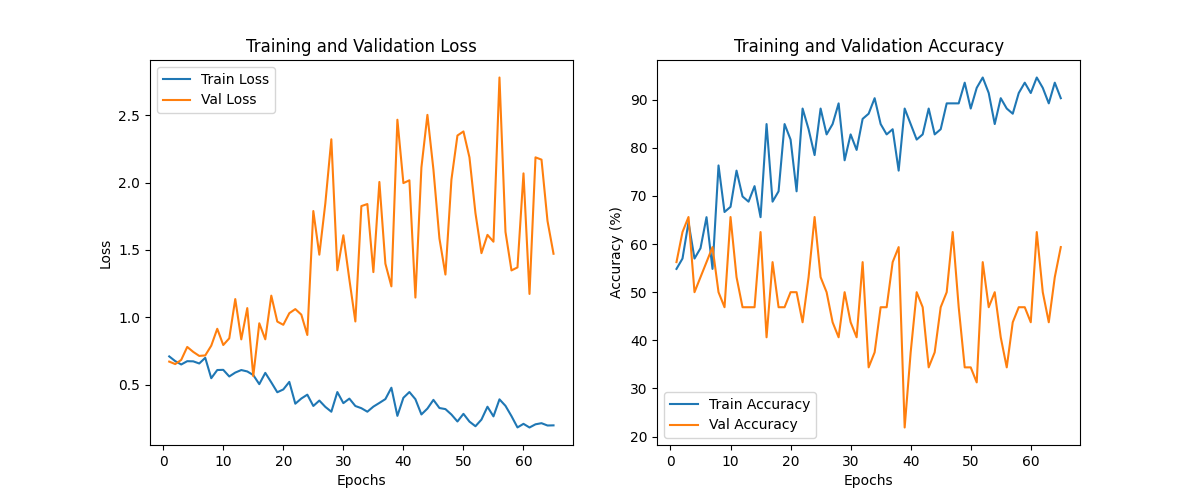 Training and Validation Loss
Train Loss
Val Loss
2.5
2.0
1.5
1.0
0.5
Loss
0 10 20 30 40 50 60
Epochs
Training and Validation Accuracy
90
80
70
60
50
40
30
20
Accuracy (%)
Train Accuracy
Val Accuracy
0 10 20 30 40 50 60
Epochs